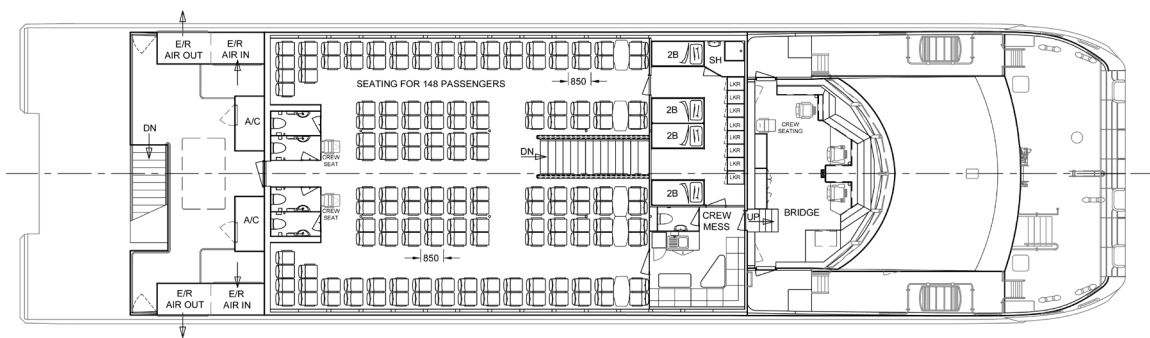 E/R
AIR OUT
E/R
AIR IN
A/C
DN
A/C
E/R
AIR OUT
E/R
AIR IN
SEATING FOR 148 PASSENGERS
850
CREW
SEAT
CREW
SEAT
DN
850
2B
SH
2B
2B
2B
LKR
LKR
LKR
LKR
LKR
LKR
LKR
LKR
CREW
MESS
UP
CREW
SEATING
BRIDGE